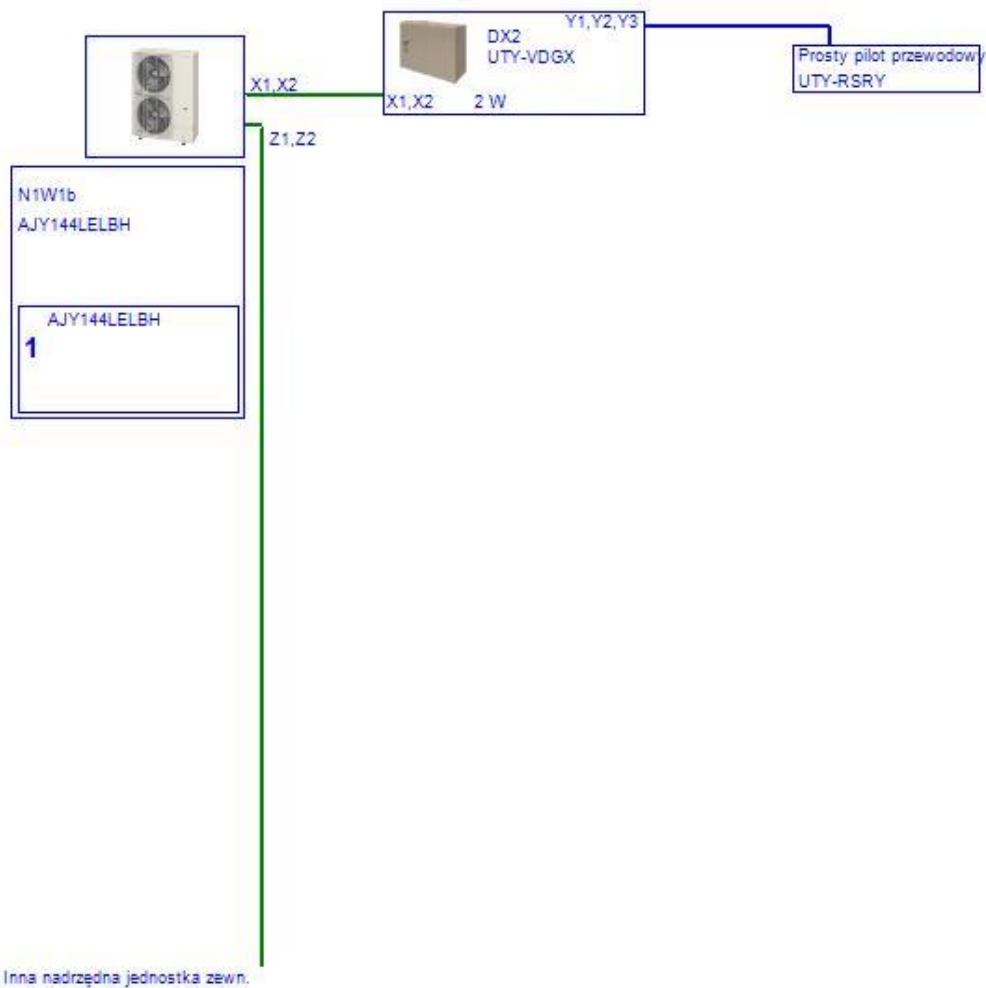 Y1,Y2,Y3
DX2
UTY-VDGX
Prosty pilot przewodowy
UTY-RSRY
X1,X2
X1,X2 2 W
Z1,Z2
N1W1b
AJY144LELBH
AJY144LELBH
1
Inna nadrzędna jednostka zewn.